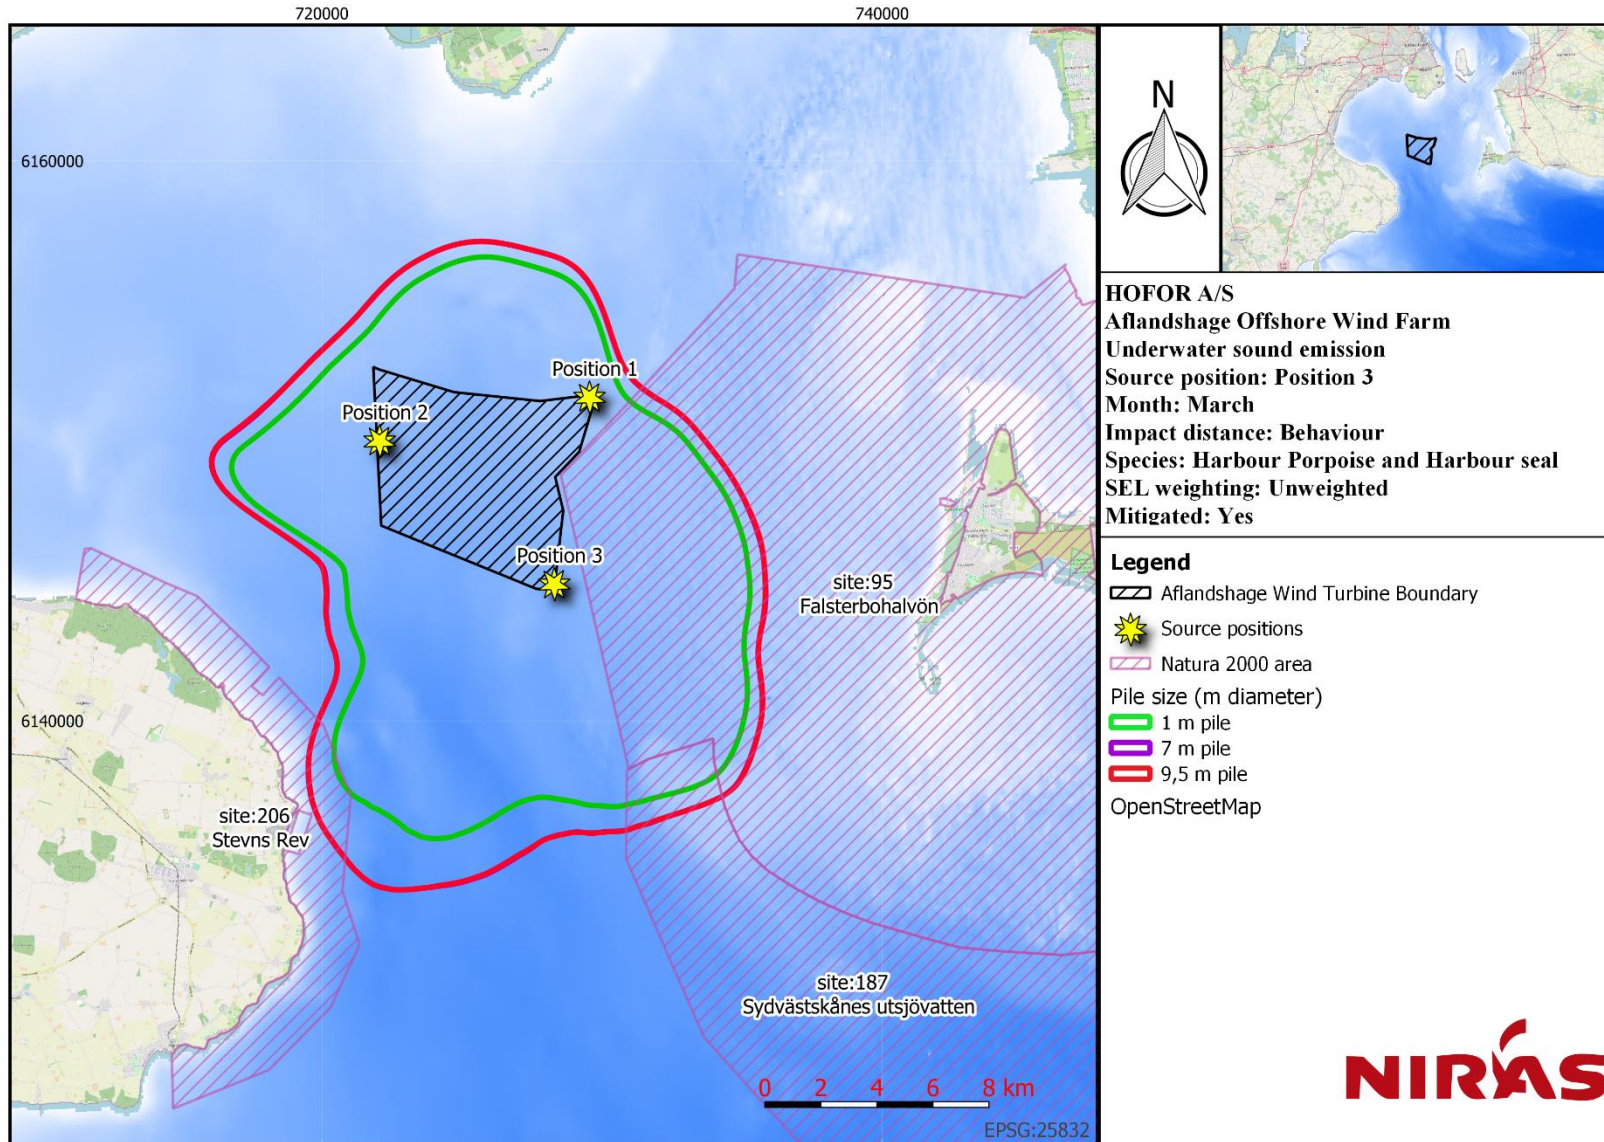 720000
740000
6160000
6140000
Position 1
Position 2
Position 3
site:95
Falsterbohalvön
site:206
Stevns Rev
site:187
Sydvästskånes utsjövatten
0 2 4 6 8 km
EPSG:25832
N
HOFOR A/S
Aflandshage Offshore Wind Farm
Underwater sound emission
Source position: Position 3
Month: March
Impact distance: Behaviour
Species: Harbour Porpoise and Harbour seal
SEL weighting: Unweighted
Mitigated: Yes
Legend
Aflandshage Wind Turbine Boundary
Source positions
Natura 2000 area
Pile size (m diameter)
1 m pile
7 m pile
9,5 m pile
OpenStreetMap
NIRAS